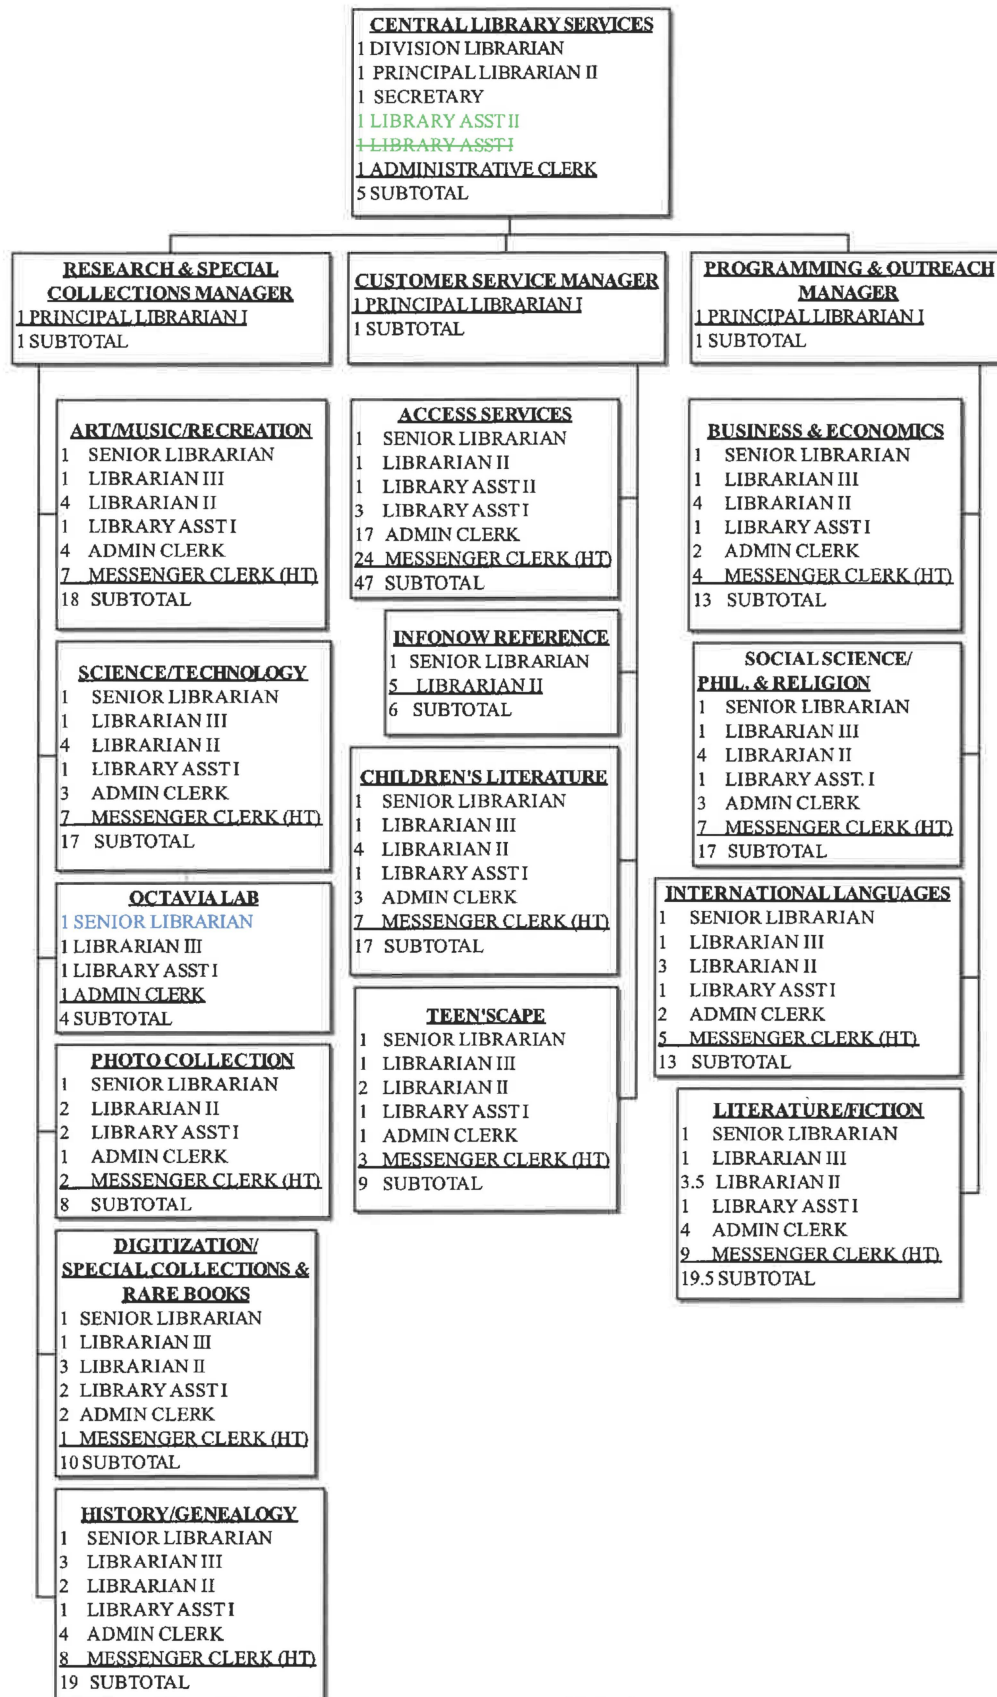 CENTRAL LIBRARY SERVICES
1 DIVISION LIBRARIAN
1 PRINCIPAL LIBRARIAN II
1 SECRETARY
1 LIBRARY ASST II
1 LIBRARY ASST I
1 ADMINISTRATIVE CLERK
5 SUBTOTAL
RESEARCH & SPECIAL
COLLECTIONS MANAGER
1 PRINCIPAL LIBRARIAN I
1 SUBTOTAL
ART/MUSIC/RECREATION
1 SENIOR LIBRARIAN
1 LIBRARIAN III
4 LIBRARIAN II
1 LIBRARY ASST I
4 ADMIN CLERK
7 MESSENGER CLERK (HT)
18 SUBTOTAL
SCIENCE/TECHNOLOGY
1 SENIOR LIBRARIAN
1 LIBRARIAN III
4 LIBRARIAN II
1 LIBRARY ASST I
3 ADMIN CLERK
7 MESSENGER CLERK (HT)
17 SUBTOTAL
OCTAVIA LAB
1 SENIOR LIBRARIAN
1 LIBRARIAN III
1 LIBRARY ASST I
1 ADMIN CLERK
4 SUBTOTAL
PHOTO COLLECTION
1 SENIOR LIBRARIAN
2 LIBRARIAN II
2 LIBRARY ASST I
1 ADMIN CLERK
2 MESSENGER CLERK (HT)
8 SUBTOTAL
DIGITIZATION/
SPECIAL COLLECTIONS &
RARE BOOKS
1 SENIOR LIBRARIAN
1 LIBRARIAN III
3 LIBRARIAN II
2 LIBRARY ASST I
2 ADMIN CLERK
1 MESSENGER CLERK (HT)
10 SUBTOTAL
HISTORY/GENEALOGY
1 SENIOR LIBRARIAN
3 LIBRARIAN III
2 LIBRARIAN II
1 LIBRARY ASST I
4 ADMIN CLERK
8 MESSENGER CLERK (HT)
19 SUBTOTAL
CUSTOMER SERVICE MANAGER
1 PRINCIPAL LIBRARIAN I
1 SUBTOTAL
ACCESS SERVICES
1 SENIOR LIBRARIAN
1 LIBRARIAN II
1 LIBRARY ASST II
3 LIBRARY ASST I
17 ADMIN CLERK
24 MESSENGER CLERK (HT)
47 SUBTOTAL
INFONOW REFERENCE
1 SENIOR LIBRARIAN
5 LIBRARIAN II
6 SUBTOTAL
CHILDREN'S LITERATURE
1 SENIOR LIBRARIAN
1 LIBRARIAN III
4 LIBRARIAN II
1 LIBRARY ASST I
3 ADMIN CLERK
7 MESSENGER CLERK (HT)
17 SUBTOTAL
TEEN'SCAPE
1 SENIOR LIBRARIAN
1 LIBRARIAN III
2 LIBRARIAN II
1 LIBRARY ASST I
1 ADMIN CLERK
3 MESSENGER CLERK (HT)
9 SUBTOTAL
PROGRAMMING & OUTREACH
MANAGER
1 PRINCIPAL LIBRARIAN I
1 SUBTOTAL
BUSINESS & ECONOMICS
1 SENIOR LIBRARIAN
1 LIBRARIAN III
4 LIBRARIAN II
1 LIBRARY ASST I
2 ADMIN CLERK
4 MESSENGER CLERK (HT)
13 SUBTOTAL
SOCIAL SCIENCE/
PHIL. & RELIGION
1 SENIOR LIBRARIAN
1 LIBRARIAN III
4 LIBRARIAN II
1 LIBRARY ASST. I
3 ADMIN CLERK
7 MESSENGER CLERK (HT)
17 SUBTOTAL
INTERNATIONAL LANGUAGES
1 SENIOR LIBRARIAN
1 LIBRARIAN III
3 LIBRARIAN II
1 LIBRARY ASST I
2 ADMIN CLERK
5 MESSENGER CLERK (HT)
13 SUBTOTAL
LITERATURE/FICTION
1 SENIOR LIBRARIAN
1 LIBRARIAN III
3.5 LIBRARIAN II
1 LIBRARY ASST I
4 ADMIN CLERK
9 MESSENGER CLERK (HT)
19.5 SUBTOTAL